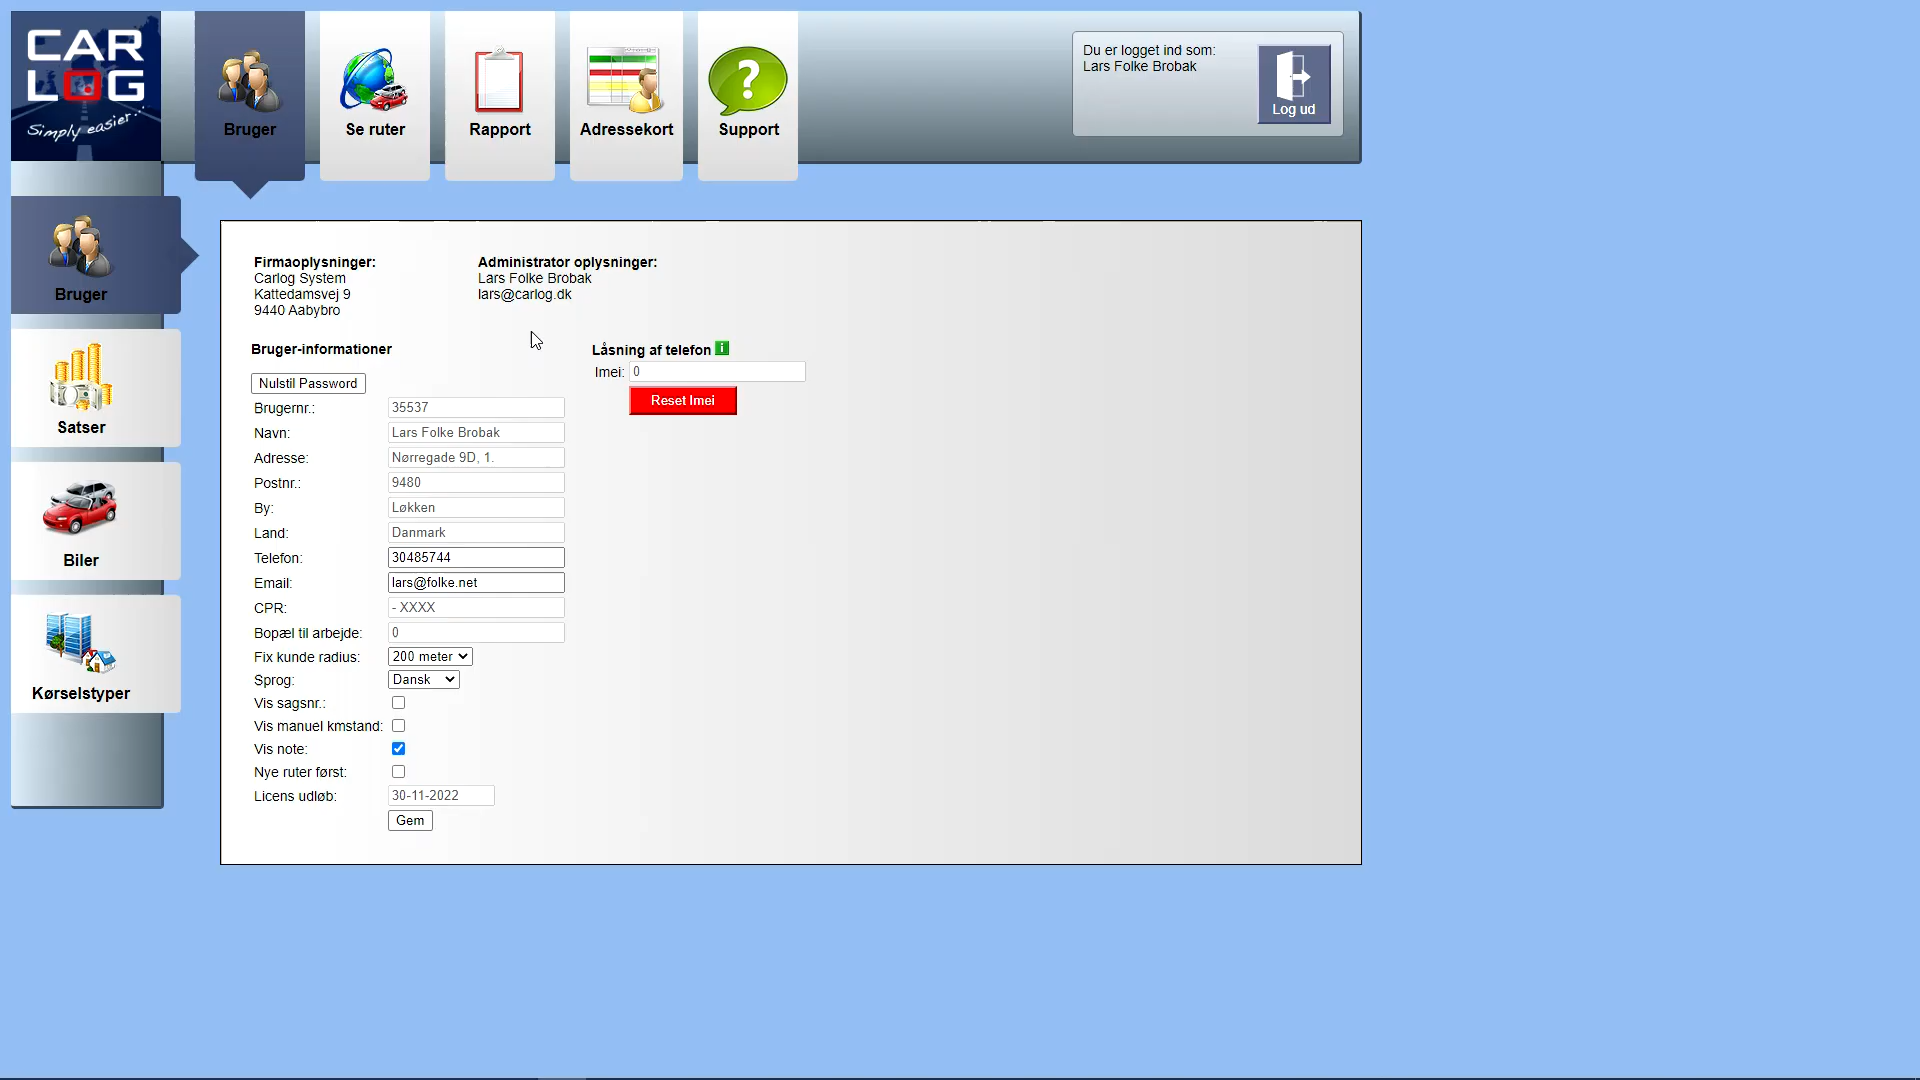 CAR
LOG
Simply easier..
Bruger
Se ruter
Rapport
Adressekort
Support
Du er logget ind som:
Lars Folke Brobak
Log ud
Bruger
Satser
Biler
Kørselstyper
Firmaoplysninger:
Carlog System
Kattedamsvej 9
9440 Aabybro
Administrator oplysninger:
Lars Folke Brobak
lars@carlog.dk
Bruger-informationer
Nulstil Password
Brugernr.: 35537
Navn: Lars Folke Brobak
Adresse: Nørregade 9D, 1.
Postnr.: 9480
By: Løkken
Land: Danmark
Telefon: 30485744
Email: lars@folke.net
CPR: - XXXX
Bopæl til arbejde: 0
Fix kunde radius: 200 meter
Sprog: Dansk
Vis sagsnr.:
Vis manuel kmstand:
Vis note:
Nye ruter først:
Licens udløb: 30-11-2022
Gem
Låsning af telefon i
Imei: 0
Reset Imei